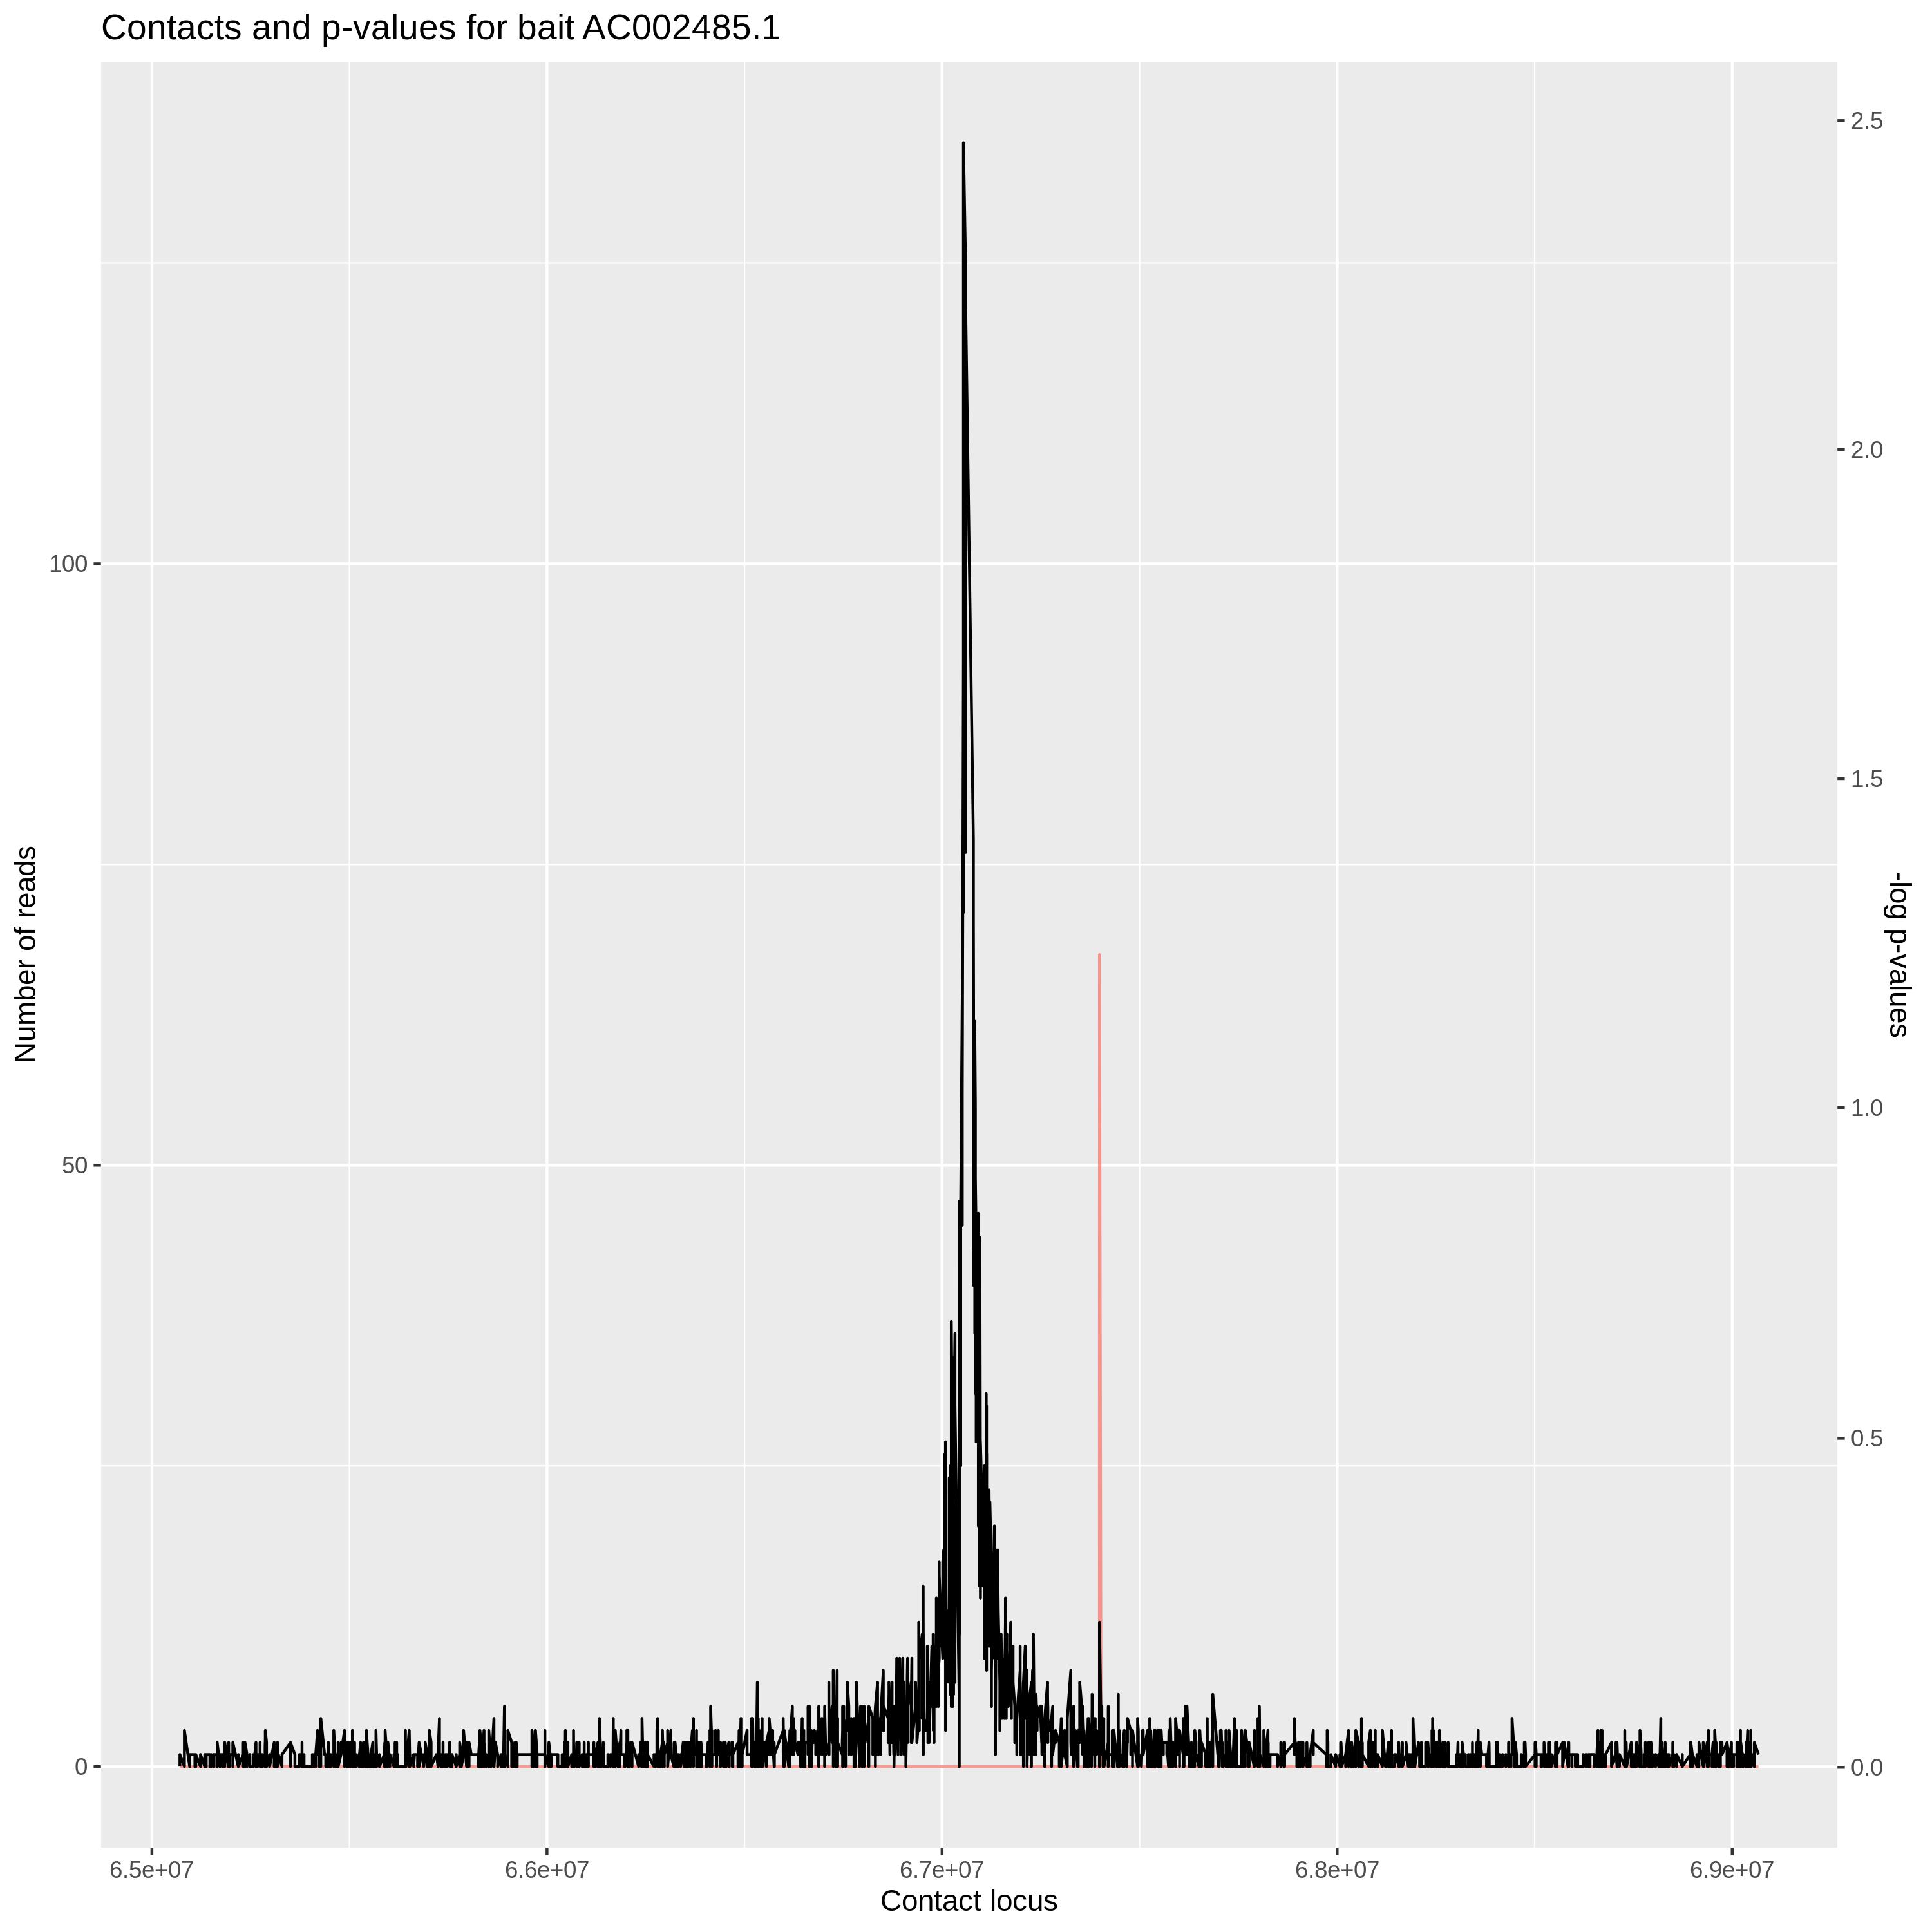 Contacts and p-values for bait AC002485.1
Number of reads
100
50
0
2.5
2.0
1.5
1.0
0.5
0.0
-log p-values
6.5e+07 6.6e+07 6.7e+07 6.8e+07 6.9e+07
Contact locus